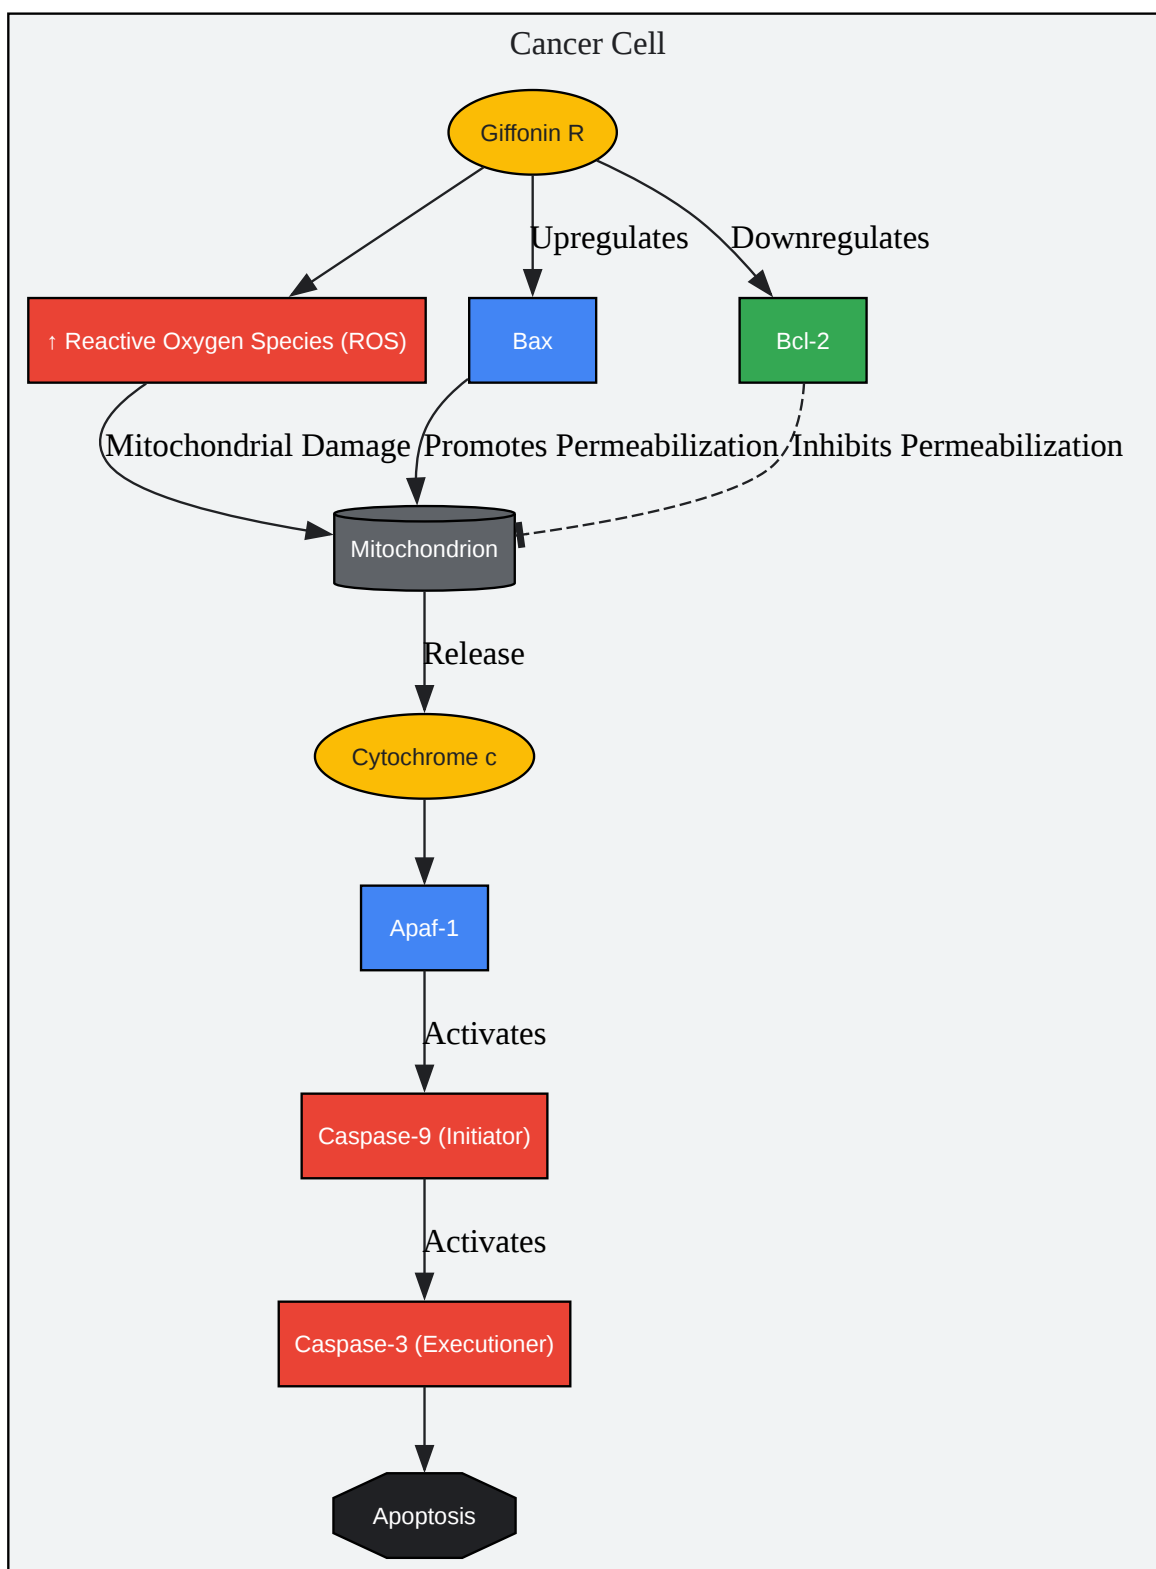 Cancer Cell
Giffonin R
Upregulates
Downregulates
↑ Reactive Oxygen Species (ROS)
Bax
Bcl-2
Mitochondrial Damage
Promotes Permeabilization
Inhibits Permeabilization
Mitochondrion
Release
Cytochrome c
Apaf-1
Activates
Caspase-9 (Initiator)
Activates
Caspase-3 (Executioner)
Apoptosis